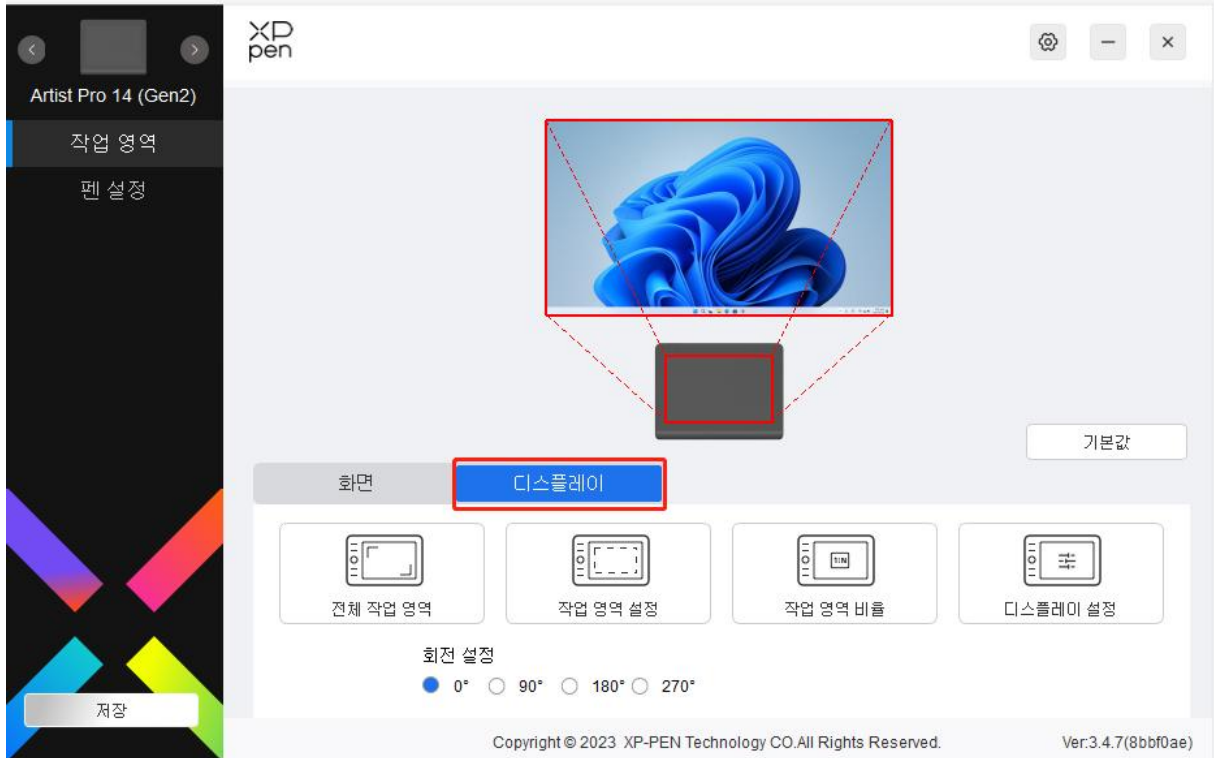 XP
pen
Artist Pro 14 (Gen2)
작업 영역
펜 설정
기본값
화면
디스플레이
전체 작업 영역
작업 영역 설정
1:N
작업 영역 비율
디스플레이 설정
회전 설정
0° 90° 180° 270°
저장
Copyright © 2023 XP-PEN Technology CO.All Rights Reserved.
Ver:3.4.7(8bbf0ae)